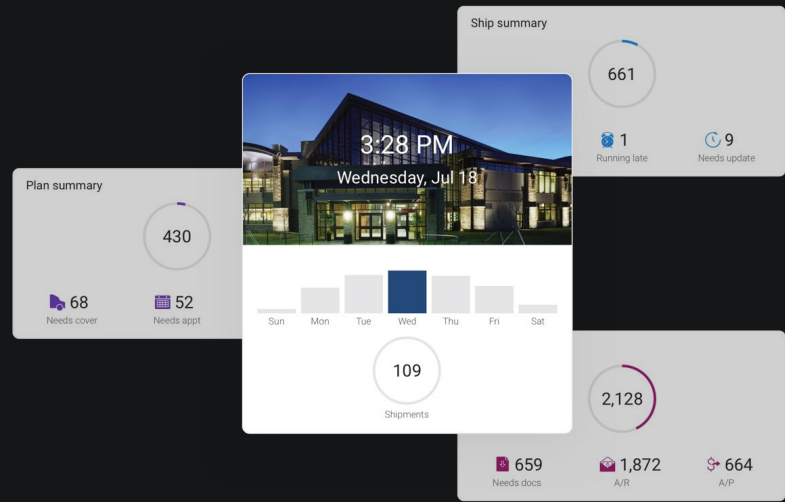 Ship summary
661
1
Running late
9
Needs update
3:28 PM
Wednesday, Jul 18
Plan summary
430
68
Needs cover
52
Needs appt
Sun Mon Tue Wed Thu Fri Sat
109
Shipments
2,128
659
Needs docs
1,872
A/R
664
A/P